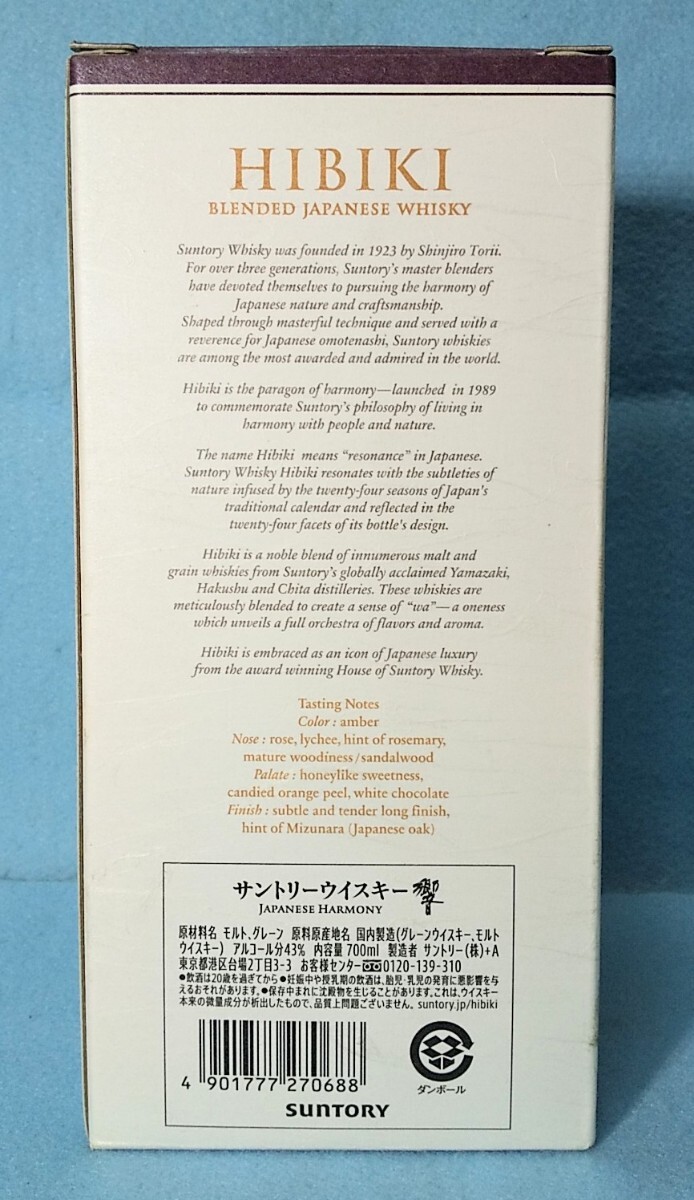 HIBIKI
BLENDED JAPANESE WHISKY
Suntory Whisky was founded in 1923 by Shinjiro Torii.
For over three generations, Suntory's master blenders
have devoted themselves to pursuing the harmony of
Japanese nature and craftsmanship.
Shaped through masterful technique and served with a
reverence for Japanese omotenashi, Suntory whiskies
are among the most awarded and admired in the world.
Hibiki is the paragon of harmony—launched in 1989
to commemorate Suntory's philosophy of living in
harmony with people and nature.
The name Hibiki means “resonance” in Japanese.
Suntory Whisky Hibiki resonates with the subtleties of
nature infused by the twenty-four seasons of Japan's
traditional calendar and reflected in the
twenty-four facets of its bottle's design.
Hibiki is a noble blend of innumerous malt and
grain whiskies from Suntory's globally acclaimed Yamazaki,
Hakushu and Chita distilleries. These whiskies are
meticulously blended to create a sense of “wa”—a oneness
which unveils a full orchestra of flavors and aroma.
Hibiki is embraced as an icon of Japanese luxury
from the award winning House of Suntory Whisky.
Tasting Notes
Color : amber
Nose : rose, lychee, hint of rosemary,
mature woodiness/sandalwood
Palate : honeylike sweetness,
candied orange peel, white chocolate
Finish : subtle and tender long finish,
hint of Mizunara (Japanese oak)
サントリーウイスキー 響
JAPANESE HARMONY
原材料名 モルト、グレーン 原料原産地名 国内製造(グレーンウイスキー、モルト
ウイスキー) アルコール分43% 内容量 700ml 製造者 サントリー(株)+A
東京都港区台場2丁目3-3 お客様センター 0120-139-310
●飲酒は20歳を過ぎてから●妊娠中や授乳期の飲酒は、胎児・乳児の発育に悪影響を与
えるおそれがあります。●保存中まれに沈殿物を生じることがあります。これは、ウイスキー
本来の微量成分が析出したもので、品質上問題ございません。suntory.jp/hibiki
4 901777 270688
ダンボール
SUNTORY